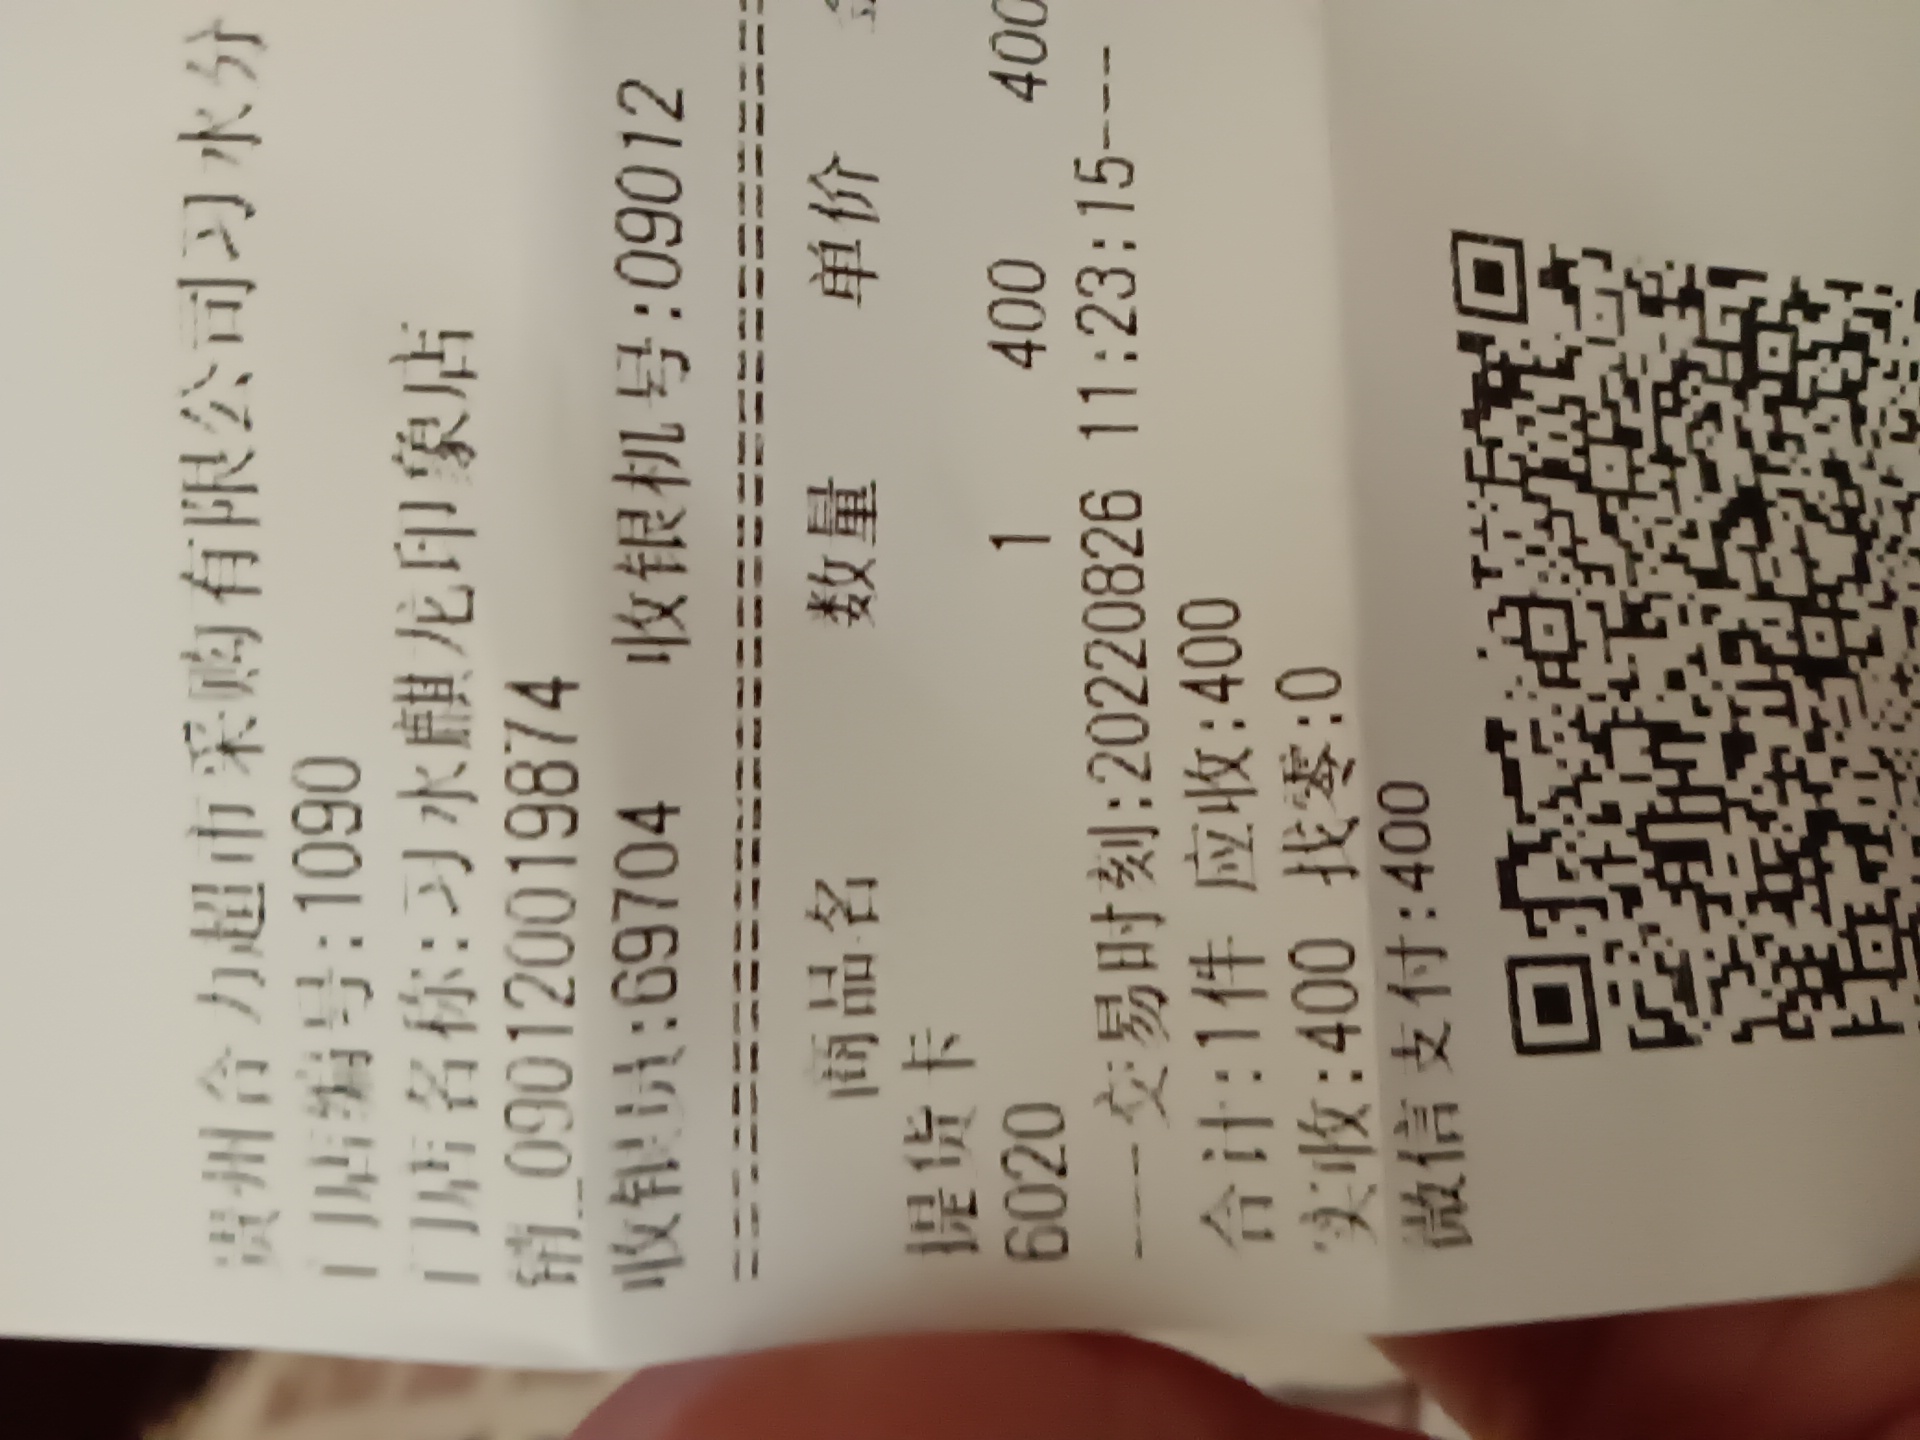 贵州合力超市采购有限公司习水分
门店编号:1090
门店名称:习水麒龙印象店
销_0901200019874
收银员:69704 收银机号:09012
商品名 数量 单价
提货卡
6020 1 400 400
----交易时刻:20220826 11:23:15----
合计:1件 应收:400
实收:400 找零:0
微信支付:400